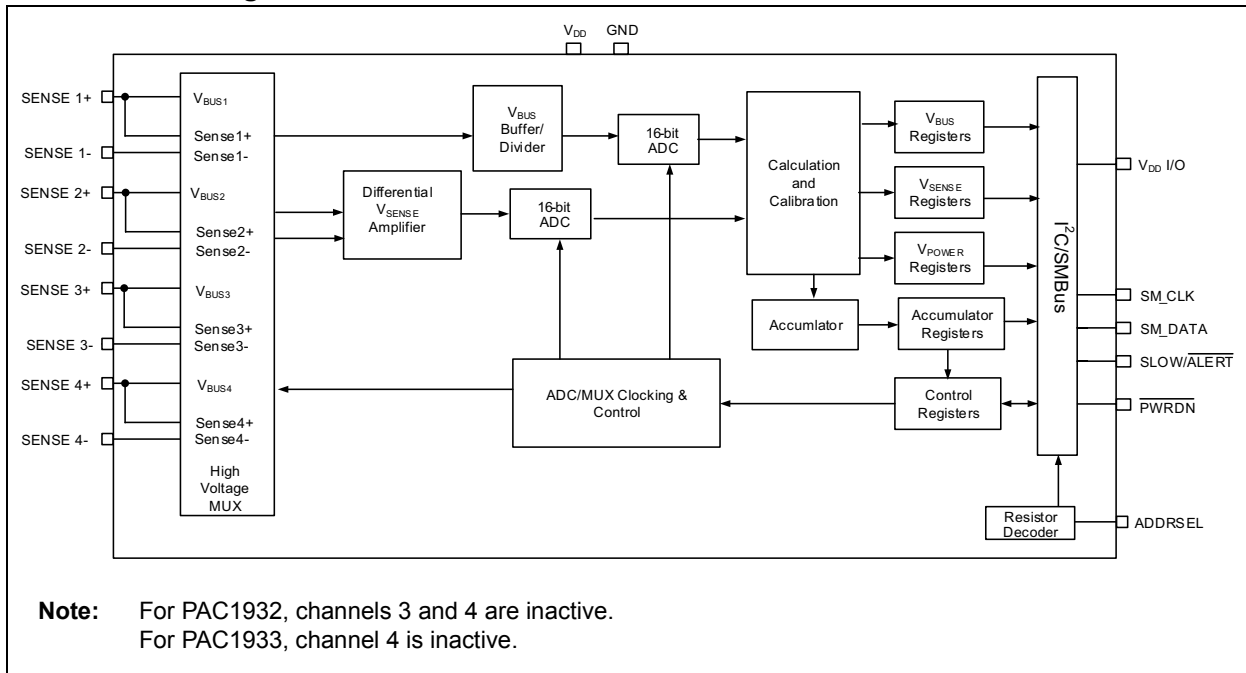 VDD
GND
SENSE 1+
SENSE 1-
SENSE 2+
SENSE 2-
SENSE 3+
SENSE 3-
SENSE 4+
SENSE 4-
VBUS1
Sense1+
Sense1-
VBUS2
Sense2+
Sense2-
VBUS3
Sense3+
Sense3-
VBUS4
Sense4+
Sense4-
High
Voltage
MUX
VBUS
Buffer/
Divider
16-bit
ADC
Differential
VSENSE
Amplifier
16-bit
ADC
Calculation
and
Calibration
VBUS
Registers
VSENSE
Registers
VPOWER
Registers
Accumlator
Accumulator
Registers
ADC/MUX Clocking &
Control
Control
Registers
I²C/SMBus
Resistor
Decoder
VDD I/O
SM_CLK
SM_DATA
SLOW/ALERT
PWRDN
ADDRSEL
Note: For PAC1932, channels 3 and 4 are inactive.
For PAC1933, channel 4 is inactive.